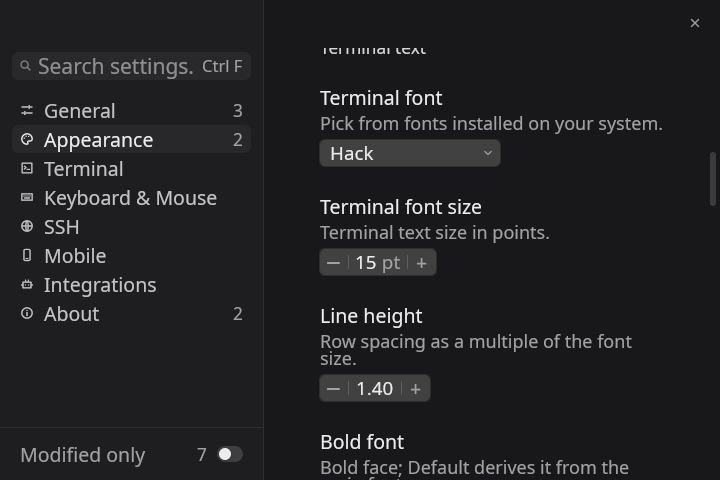 Search settings. Ctrl F
General 3
Appearance 2
Terminal
Keyboard & Mouse
SSH
Mobile
Integrations
About 2
Modified only 7
×
Terminal text
Terminal font
Pick from fonts installed on your system.
Hack
Terminal font size
Terminal text size in points.
15 pt
Line height
Row spacing as a multiple of the font
size.
1.40
Bold font
Bold face; Default derives it from the